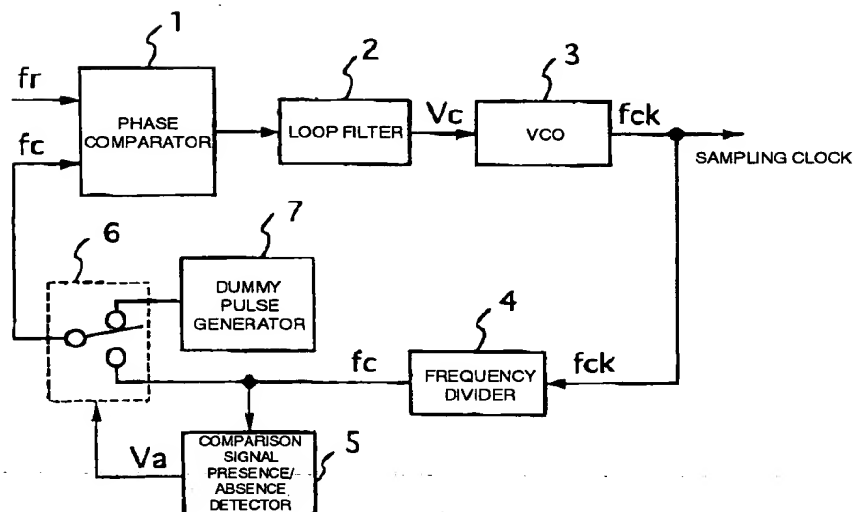 1
2
3
fr
fc
PHASE
COMPARATOR
LOOP FILTER
Vc
VCO
fck
SAMPLING CLOCK
6
7
DUMMY
PULSE
GENERATOR
4
fc
FREQUENCY
DIVIDER
fck
Va
COMPARISON
SIGNAL
PRESENCE/
ABSENCE
DETECTOR
5